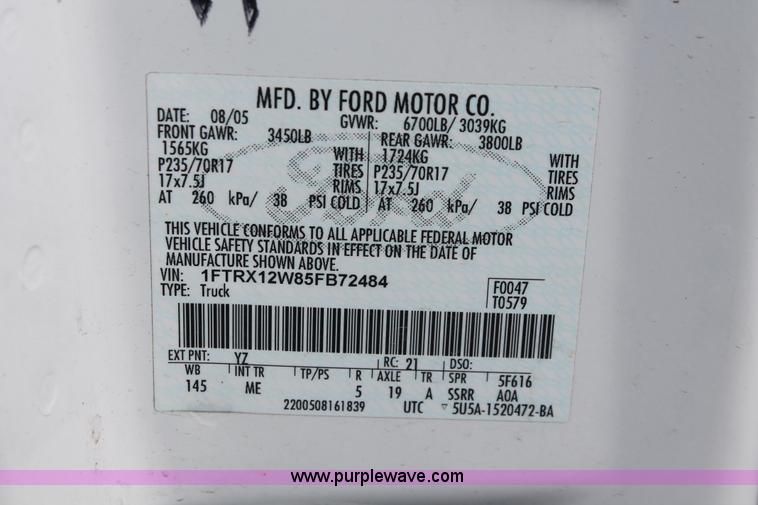 MFD. BY FORD MOTOR CO.
DATE: 08/05 GVWR: 6700LB/ 3039KG
FRONT GAWR: 3450LB REAR GAWR: 3800LB
1565KG WITH 1724KG WITH
P235/70R17 TIRES P235/70R17 TIRES
17x7.5J RIMS 17x7.5J RIMS
AT 260 kPa/ 38 PSI COLD AT 260 kPa/ 38 PSI COLD
Ford
THIS VEHICLE CONFORMS TO ALL APPLICABLE FEDERAL MOTOR
VEHICLE SAFETY STANDARDS IN EFFECT ON THE DATE OF
MANUFACTURE SHOWN ABOVE.
VIN: 1FTRX12W85FB72484 F0047
TYPE: Truck T0579
EXT PNT: YZ RC: 21 DSO:
WB INT TR TP/PS R AXLE TR SPR 5F616
145 ME 5 19 A SSRR AOA
2200508161839 UTC 5U5A-1520472-BA
www.purplewave.com